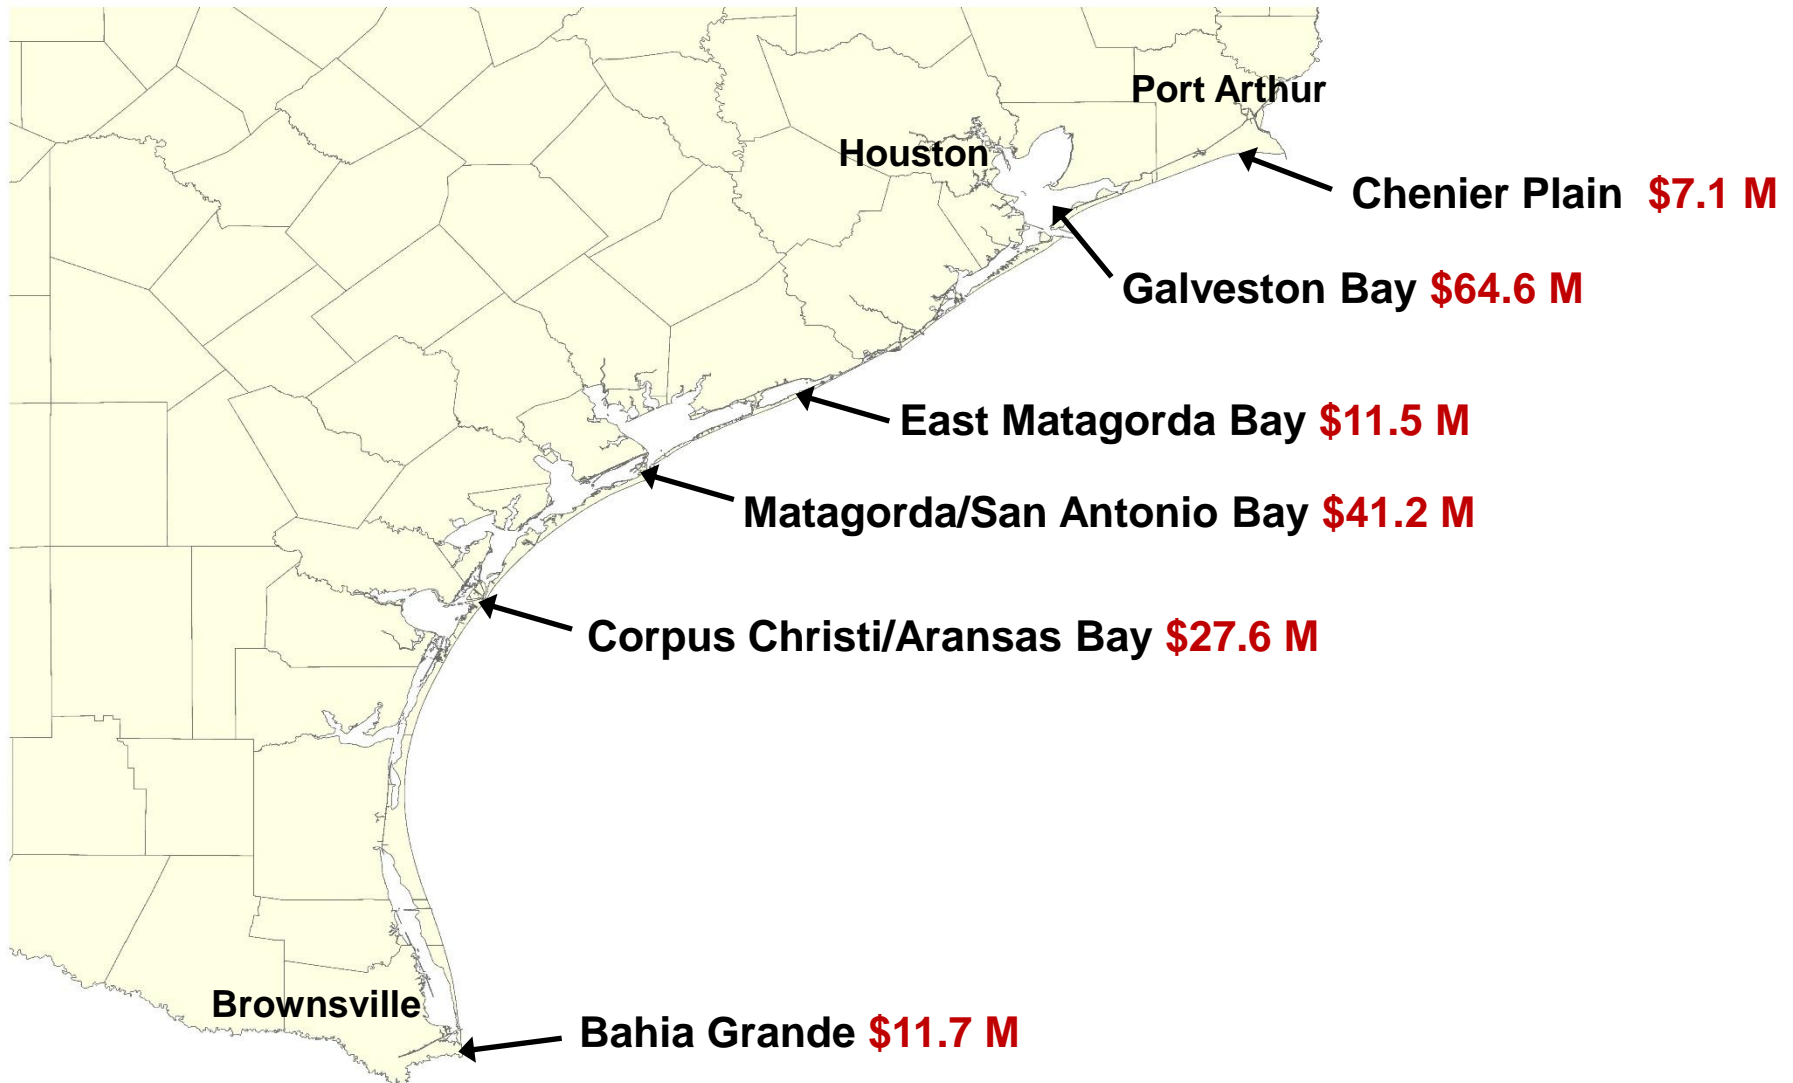 Port Arthur
Houston
Chenier Plain $7.1 M
Galveston Bay $64.6 M
East Matagorda Bay $11.5 M
Matagorda/San Antonio Bay $41.2 M
Corpus Christi/Aransas Bay $27.6 M
Brownsville
Bahia Grande $11.7 M